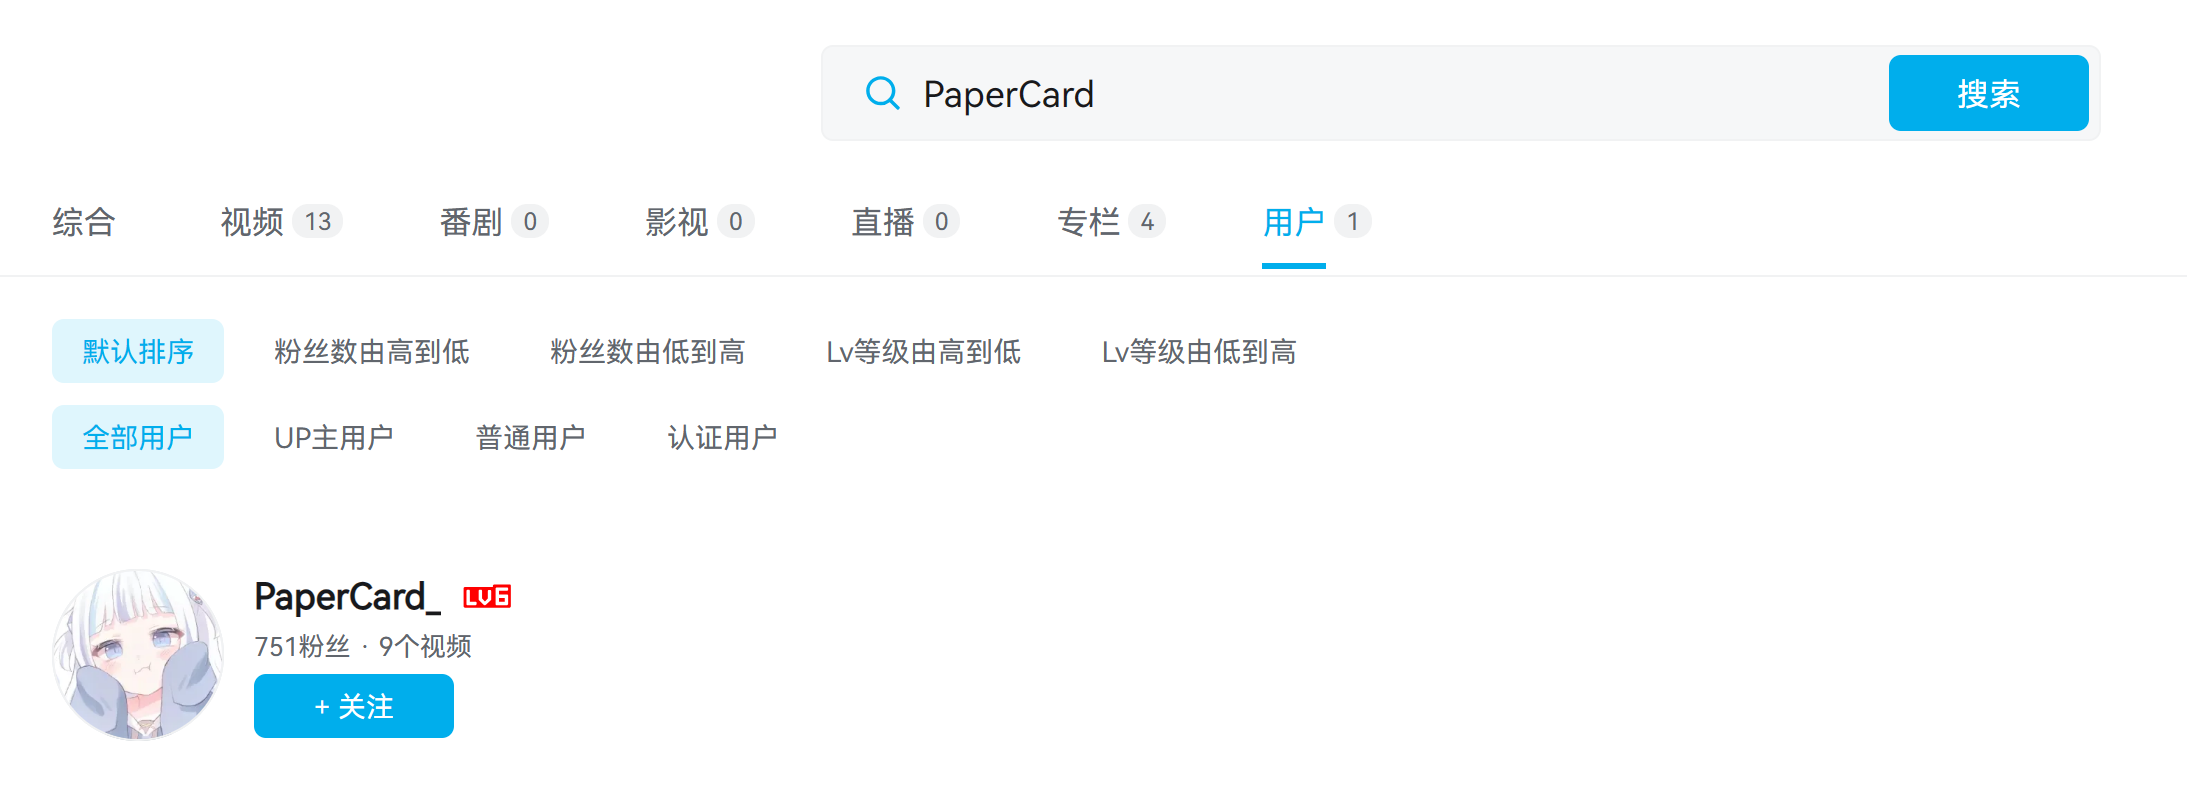 PaperCard 搜索
综合 视频 13 番剧 0 影视 0 直播 0 专栏 4 用户 1
默认排序 粉丝数由高到低 粉丝数由低到高 Lv等级由高到低 Lv等级由低到高
全部用户 UP主用户 普通用户 认证用户
PaperCard_ LV6
751粉丝 · 9个视频
+ 关注